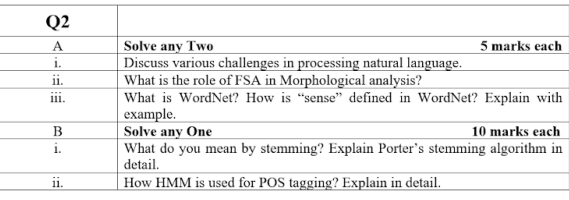 Q2
A Solve any Two 5 marks each
i. Discuss various challenges in processing natural language.
ii. What is the role of FSA in Morphological analysis?
iii. What is WordNet? How is “sense” defined in WordNet? Explain with
example.
B Solve any One 10 marks each
i. What do you mean by stemming? Explain Porter’s stemming algorithm in
detail.
ii. How HMM is used for POS tagging? Explain in detail.